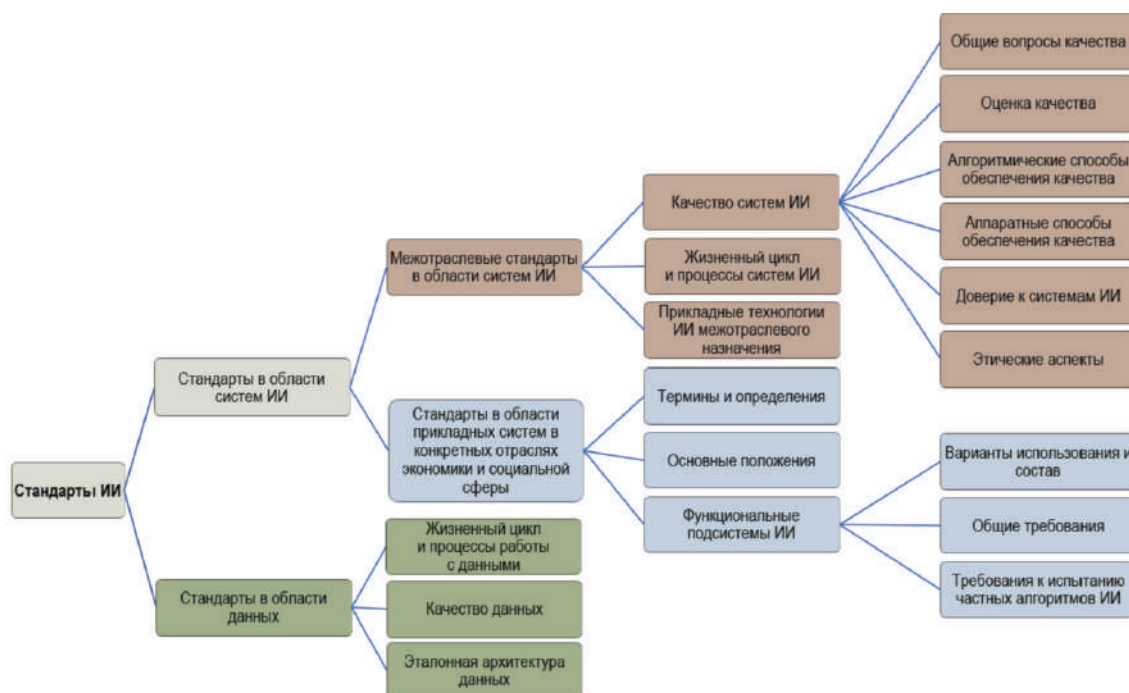 Общие вопросы качества
Оценка качества
Алгоритмические способы
обеспечения качества
Аппаратные способы
обеспечения качества
Доверие к системам ИИ
Этические аспекты
Качество систем ИИ
Жизненный цикл
и процессы систем ИИ
Прикладные технологии
ИИ межотраслевого
назначения
Межотраслевые стандарты
в области систем ИИ
Стандарты в области
систем ИИ
Стандарты в области
прикладных систем в
конкретных отраслях
экономики и социальной
сферы
Термины и определения
Основные положения
Функциональные
подсистемы ИИ
Варианты использования и
состав
Общие требования
Требования к испытанию
частных алгоритмов ИИ
Стандарты ИИ
Стандарты в области
данных
Жизненный цикл
и процессы работы
с данными
Качество данных
Эталонная архитектура
данных